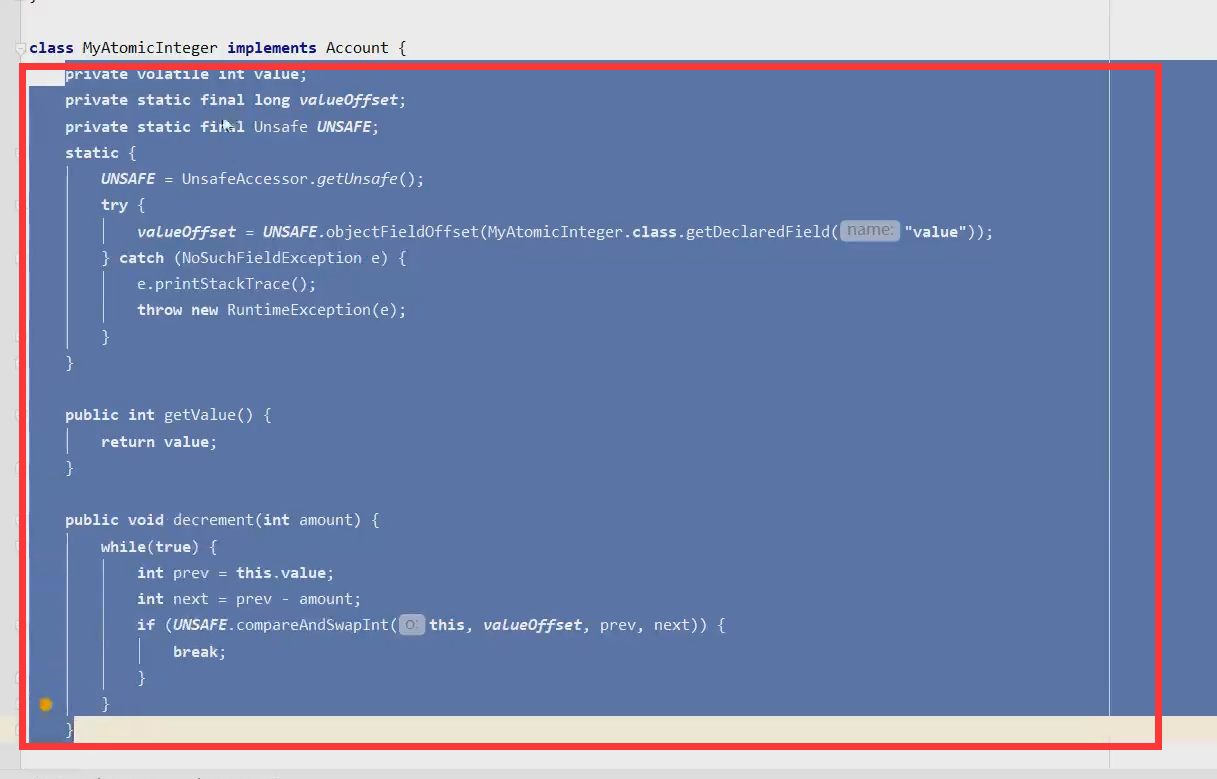 class MyAtomicInteger implements Account {
private volatile int value;
private static final long valueOffset;
private static final Unsafe UNSAFE;
static {
UNSAFE = UnsafeAccessor.getUnsafe();
try {
valueOffset = UNSAFE.objectFieldOffset(MyAtomicInteger.class.getDeclaredField( name: "value"));
} catch (NoSuchFieldException e) {
e.printStackTrace();
throw new RuntimeException(e);
}
}
public int getValue() {
return value;
}
public void decrement(int amount) {
while(true) {
int prev = this.value;
int next = prev - amount;
if (UNSAFE.compareAndSwapInt( o: this, valueOffset, prev, next)) {
break;
}
}
}